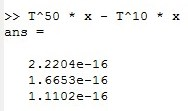 >> T^50 * x - T^10 * x
ans =
2.2204e-16
1.6653e-16
1.1102e-16